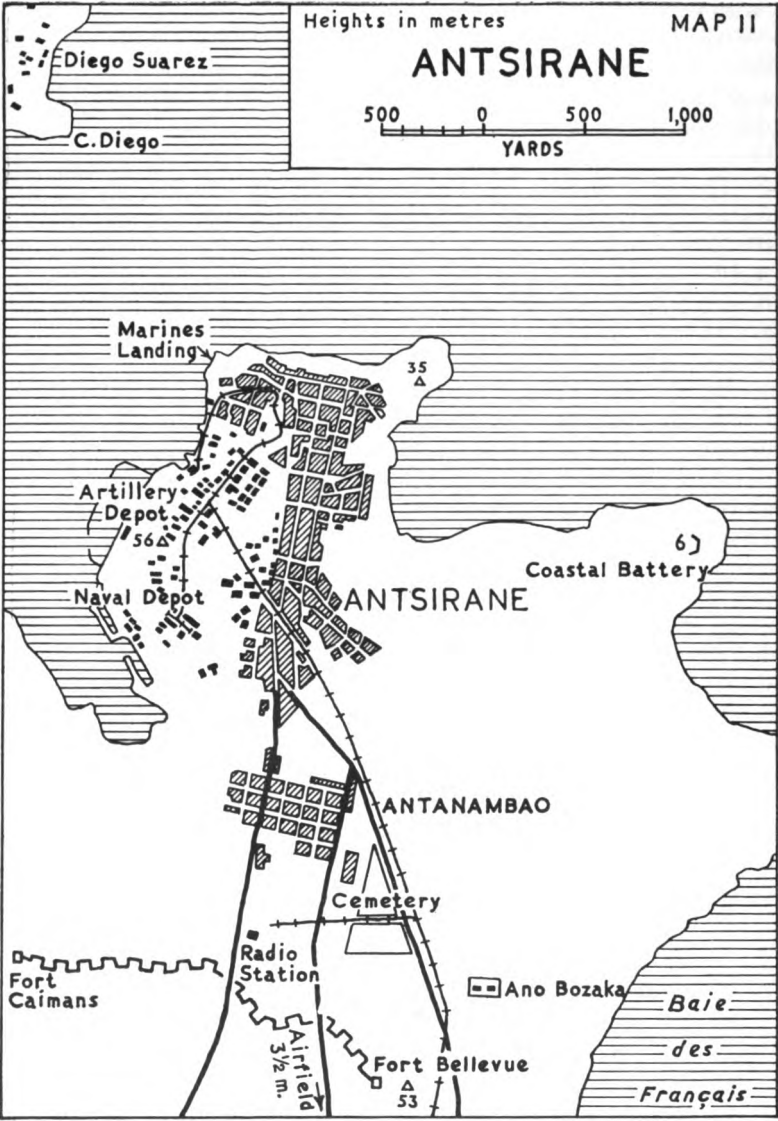 Heights in metres
MAP II
ANTSIRANE
500 0 500 1,000
YARDS
Diego Suarez
C. Diego
Marines
Landing
35
Artillery
Depot
56
6
Coastal Battery
Naval Depot
ANTSIRANE
ANTANAMBAO
Cemetery
Radio
Station
Fort
Caimans
Ano Bozaka
Airfield
3½ m.
Fort Bellevue
53
Baie
des
Français